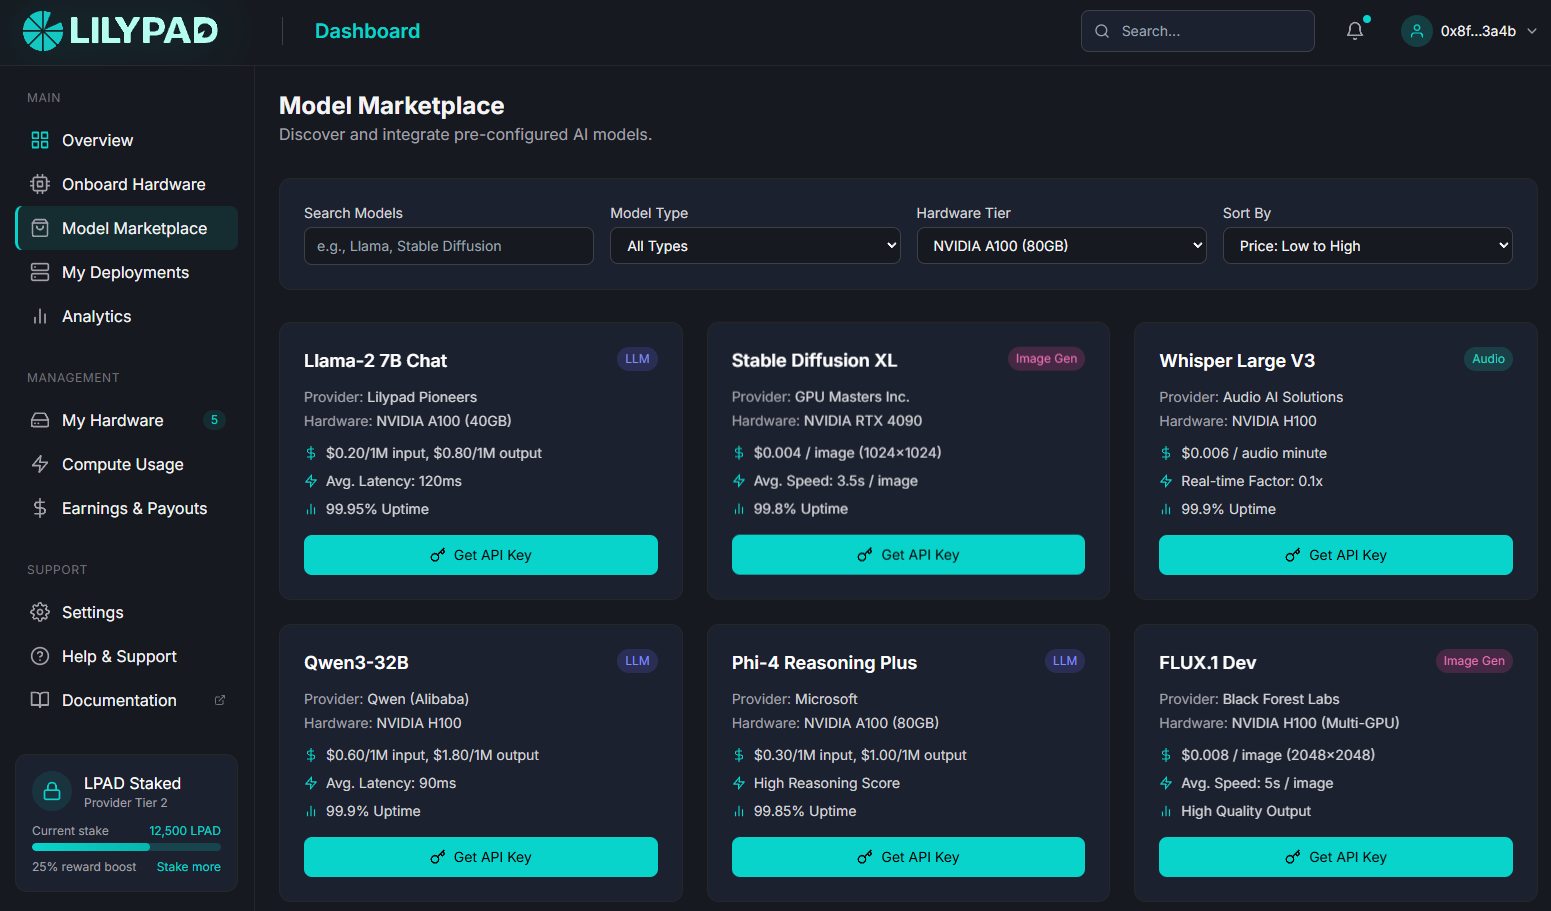 LILYPAD
Dashboard
Search...
0x8f...3a4b
MAIN
Overview
Onboard Hardware
Model Marketplace
My Deployments
Analytics
MANAGEMENT
My Hardware 5
Compute Usage
Earnings & Payouts
SUPPORT
Settings
Help & Support
Documentation
LPAD Staked
Provider Tier 2
Current stake 12,500 LPAD
25% reward boost Stake more
Model Marketplace
Discover and integrate pre-configured AI models.
Search Models
e.g., Llama, Stable Diffusion
Model Type
All Types
Hardware Tier
NVIDIA A100 (80GB)
Sort By
Price: Low to High
Llama-2 7B Chat LLM
Provider: Lilypad Pioneers
Hardware: NVIDIA A100 (40GB)
$0.20/1M input, $0.80/1M output
Avg. Latency: 120ms
99.95% Uptime
Get API Key
Stable Diffusion XL Image Gen
Provider: GPU Masters Inc.
Hardware: NVIDIA RTX 4090
$0.004 / image (1024×1024)
Avg. Speed: 3.5s / image
99.8% Uptime
Get API Key
Whisper Large V3 Audio
Provider: Audio AI Solutions
Hardware: NVIDIA H100
$0.006 / audio minute
Real-time Factor: 0.1x
99.9% Uptime
Get API Key
Qwen3-32B LLM
Provider: Qwen (Alibaba)
Hardware: NVIDIA H100
$0.60/1M input, $1.80/1M output
Avg. Latency: 90ms
99.9% Uptime
Get API Key
Phi-4 Reasoning Plus LLM
Provider: Microsoft
Hardware: NVIDIA A100 (80GB)
$0.30/1M input, $1.00/1M output
High Reasoning Score
99.85% Uptime
Get API Key
FLUX.1 Dev Image Gen
Provider: Black Forest Labs
Hardware: NVIDIA H100 (Multi-GPU)
$0.008 / image (2048×2048)
Avg. Speed: 5s / image
High Quality Output
Get API Key